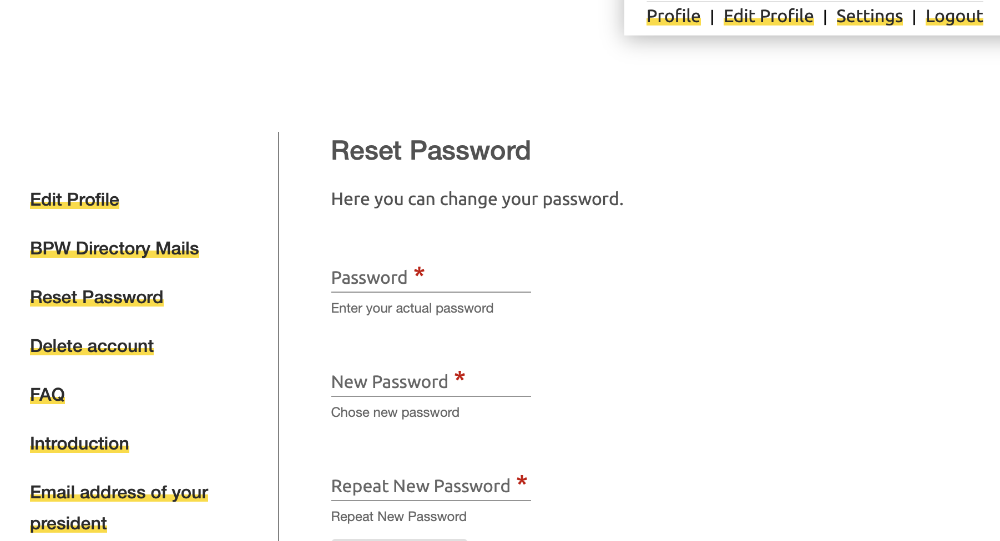 Profile | Edit Profile | Settings | Logout
Reset Password
Edit Profile
Here you can change your password.
BPW Directory Mails
Password *
Reset Password
Enter your actual password
Delete account
New Password *
FAQ
Chose new password
Introduction
Email address of your
president
Repeat New Password *
Repeat New Password